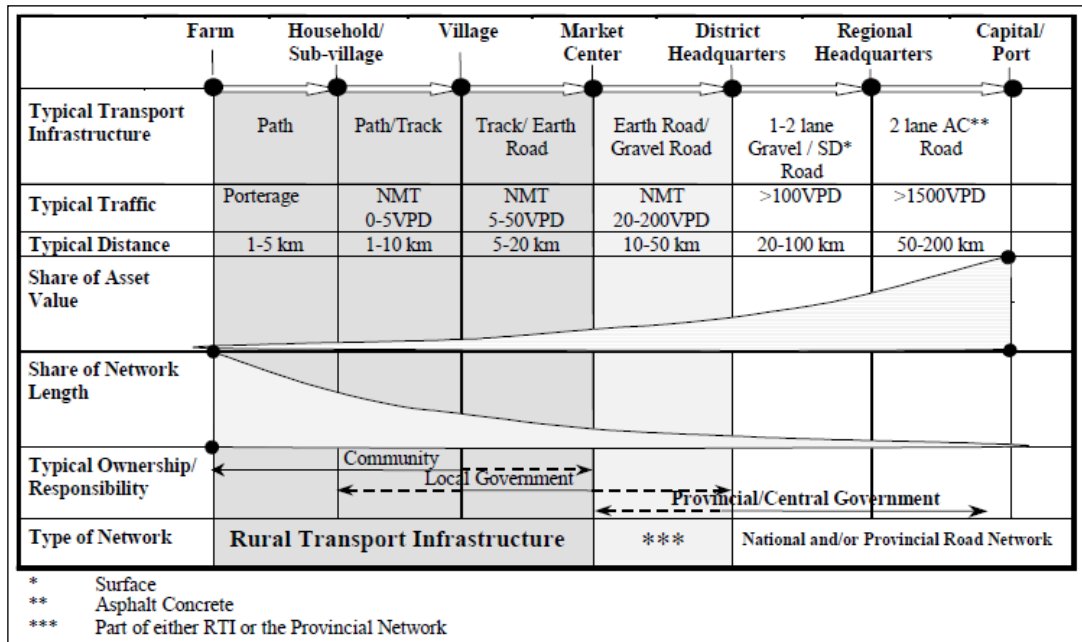 Farm
Household/
Sub-village
Village
Market
Center
District
Headquarters
Regional
Headquarters
Capital/
Port
Typical Transport
Infrastructure
Path
Path/Track
Track/ Earth
Road
Earth Road/
Gravel Road
1-2 lane
Gravel / SD*
Road
2 lane AC**
Road
Typical Traffic
Porterage
NMT
0-5VPD
NMT
5-50VPD
NMT
20-200VPD
>100VPD
>1500VPD
Typical Distance
1-5 km
1-10 km
5-20 km
10-50 km
20-100 km
50-200 km
Share of Asset
Value
Share of Network
Length
Typical Ownership/
Responsibility
Community
Local Government
Provincial/Central Government
Type of Network
Rural Transport Infrastructure
***
National and/or Provincial Road Network
* Surface
** Asphalt Concrete
*** Part of either RTI or the Provincial Network